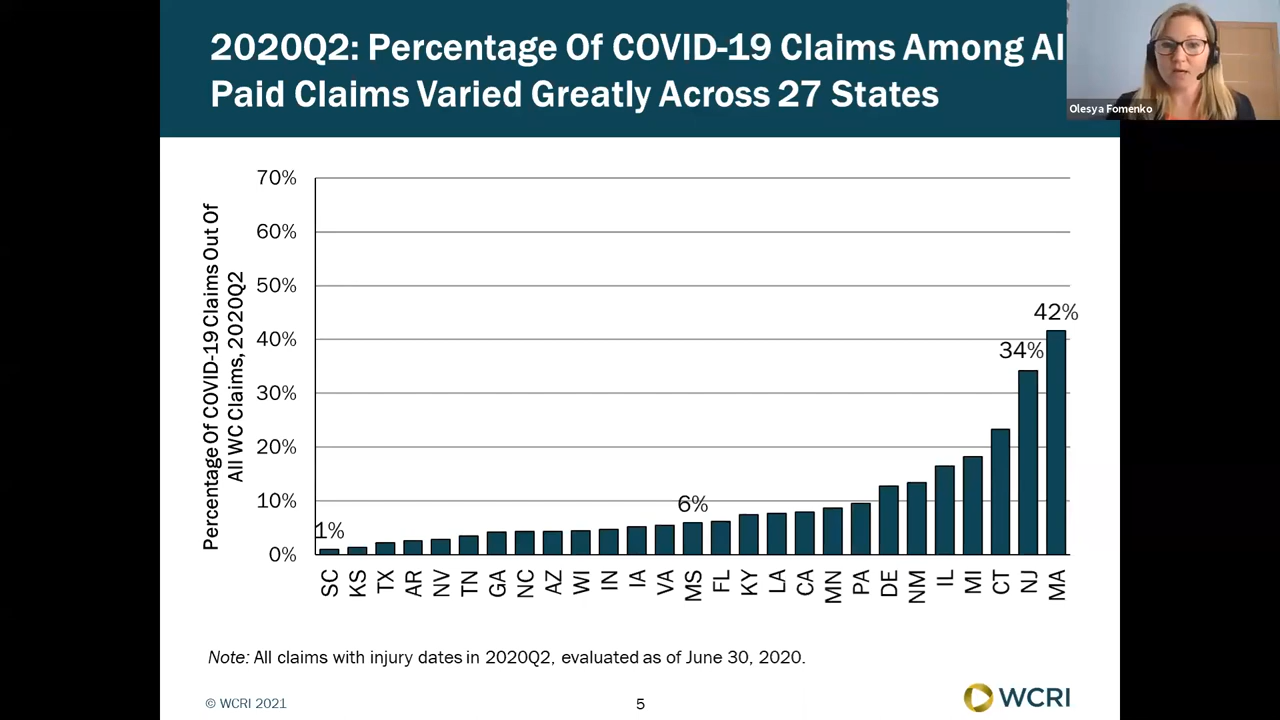 2020Q2: Percentage Of COVID-19 Claims Among Al
Paid Claims Varied Greatly Across 27 States
Olesya Fomenko
Percentage Of COVID-19 Claims Out Of
All WC Claims, 2020Q2
70%
60%
50%
40%
30%
20%
10%
0%
1%
6%
34%
42%
SC KS TX AR NV TN GA NC AZ WI IN IA VA MS FL KY LA CA MN PA DE NM IL MI CT NJ MA
Note: All claims with injury dates in 2020Q2, evaluated as of June 30, 2020.
© WCRI 2021
5
WCRI